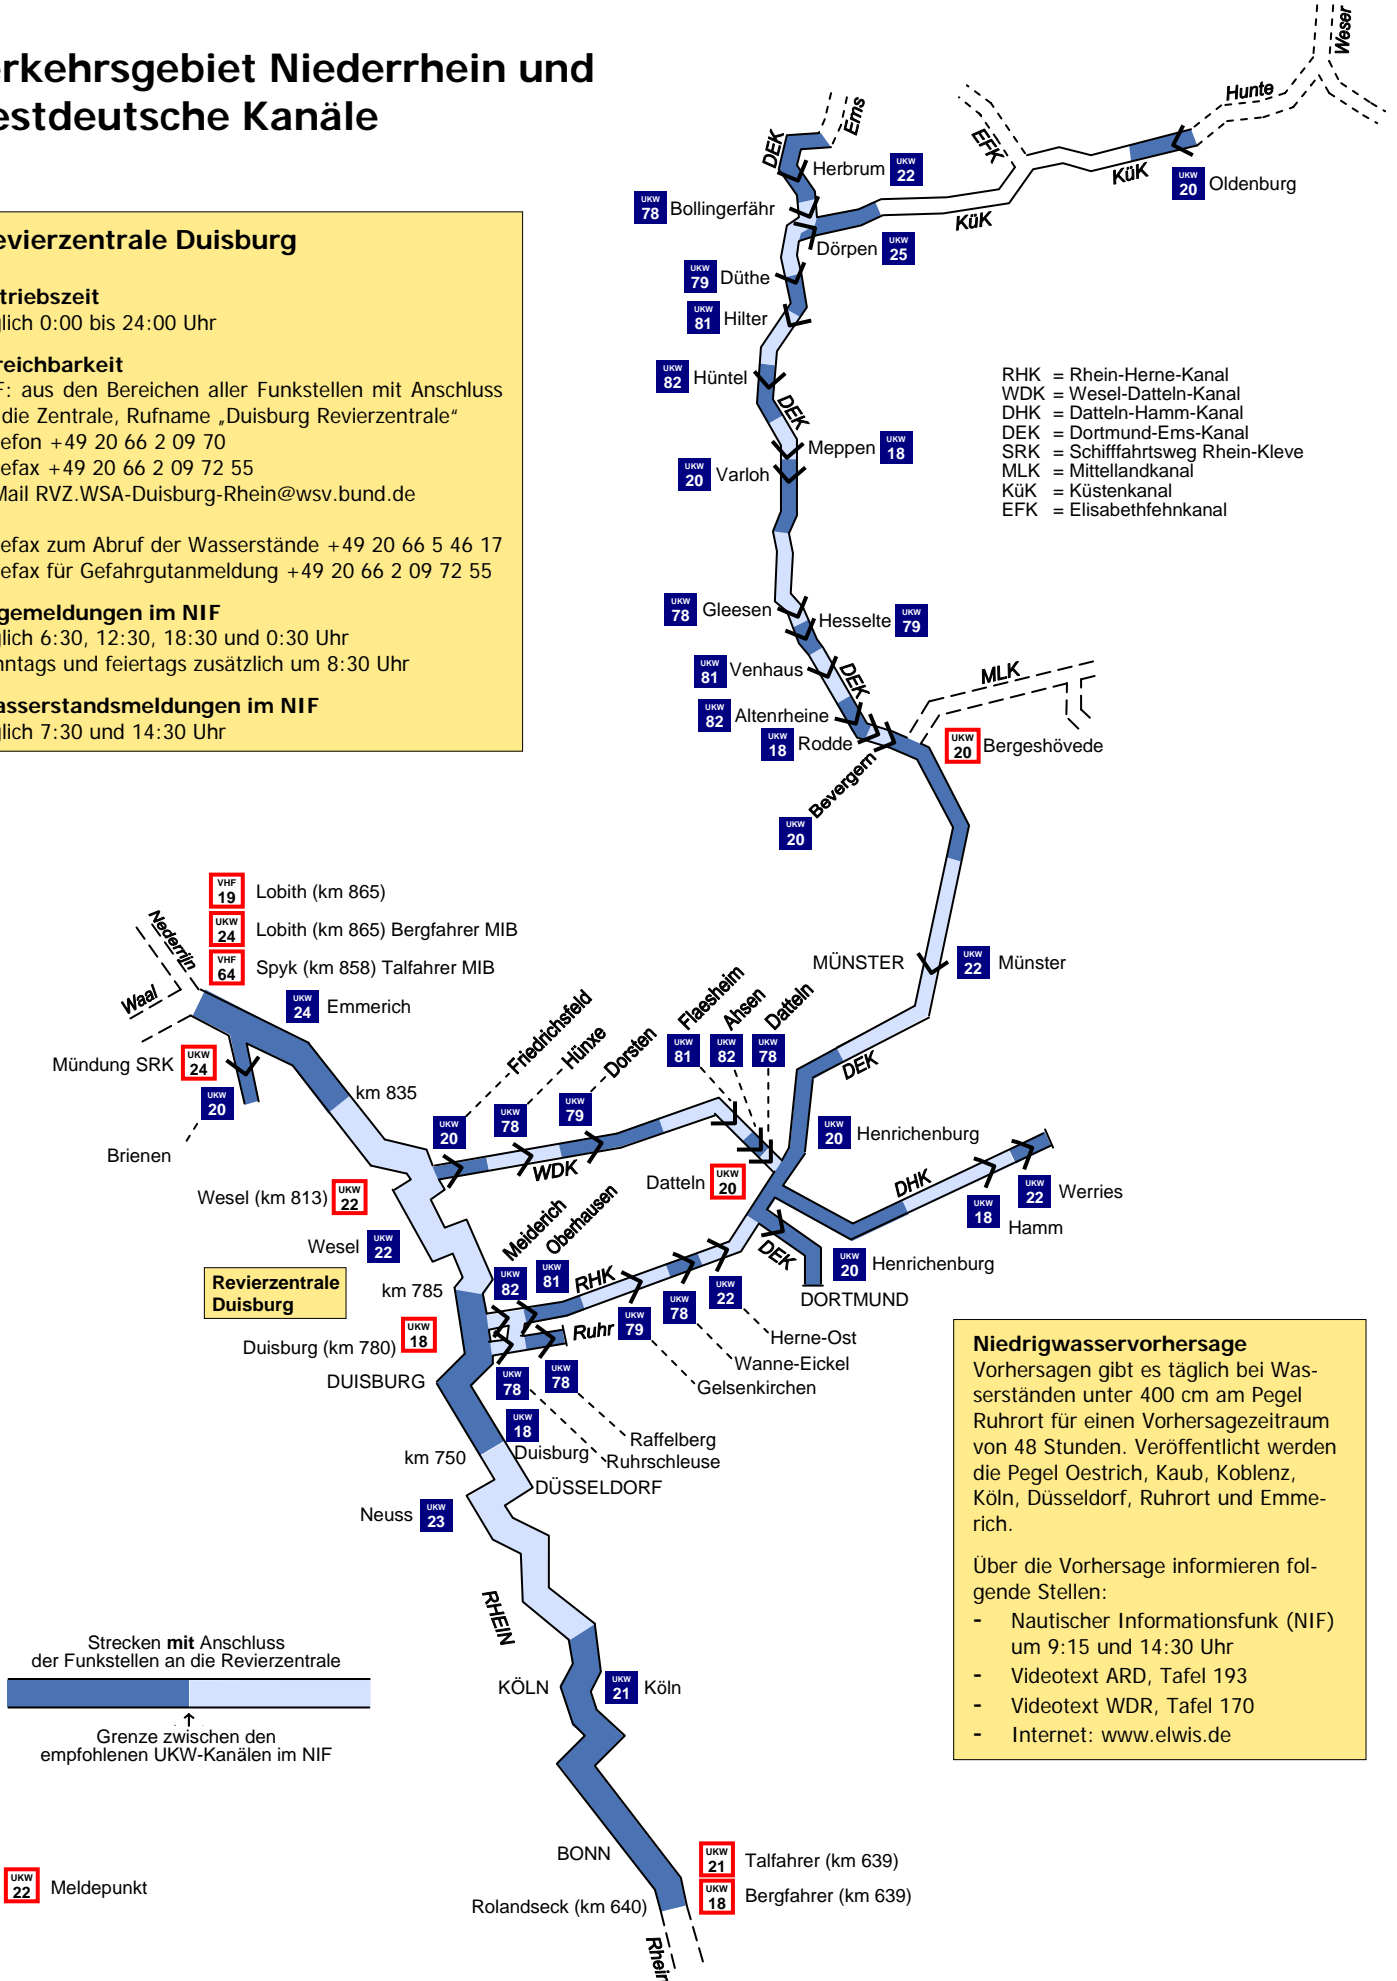 erkehrsgebiet Niederrhein und
estdeutsche Kanäle
evierzentrale Duisburg
triebszeit
glich 0:00 bis 24:00 Uhr
reichbarkeit
F: aus den Bereichen aller Funkstellen mit Anschluss
die Zentrale, Rufname „Duisburg Revierzentrale“
efon +49 20 66 2 09 70
efax +49 20 66 2 09 72 55
Mail RVZ.WSA-Duisburg-Rhein@wsv.bund.de
efax zum Abruf der Wasserstände +49 20 66 5 46 17
efax für Gefahrgutanmeldung +49 20 66 2 09 72 55
gemeldungen im NIF
glich 6:30, 12:30, 18:30 und 0:30 Uhr
nntags und feiertags zusätzlich um 8:30 Uhr
asserstandsmeldungen im NIF
glich 7:30 und 14:30 Uhr
Weser
Hunte
Ems
DEK
EFK
KüK
Herbrum UKW 22
UKW 20 Oldenburg
UKW 78 Bollingerfähr
KüK
Dörpen UKW 25
UKW 79 Düthe
UKW 81 Hilter
UKW 82 Hüntel
DEK
Meppen UKW 18
UKW 20 Varloh
RHK = Rhein-Herne-Kanal
WDK = Wesel-Datteln-Kanal
DHK = Datteln-Hamm-Kanal
DEK = Dortmund-Ems-Kanal
SRK = Schifffahrtsweg Rhein-Kleve
MLK = Mittellandkanal
KüK = Küstenkanal
EFK = Elisabethfehnkanal
UKW 78 Gleesen
Hesselte UKW 79
UKW 81 Venhaus
DEK
MLK
UKW 82 Altenrheine
UKW 18 Rodde
UKW 20 Bergeshövede
Bevergern
UKW 20
VHF 19 Lobith (km 865)
UKW 24 Lobith (km 865) Bergfahrer MIB
VHF 64 Spyk (km 858) Talfahrer MIB
Nederrijn
Waal
UKW 24 Emmerich
MÜNSTER
UKW 22 Münster
Mündung SRK UKW 24
UKW 20
Brienen
km 835
Friedrichsfeld
UKW 20
Hünxe
UKW 78
Dorsten
UKW 79
Flaesheim
UKW 81
Ahsen
UKW 82
Datteln
UKW 78
DEK
WDK
UKW 20 Henrichenburg
Datteln UKW 20
DHK
UKW 22 Werries
UKW 18
Hamm
Wesel (km 813) UKW 22
Wesel UKW 22
Meiderich
UKW 82
Oberhausen
UKW 81
RHK
DEK
UKW 20 Henrichenburg
DORTMUND
Revierzentrale
Duisburg
km 785
Duisburg (km 780) UKW 18
DUISBURG
Ruhr
UKW 79
UKW 78
UKW 22
Herne-Ost
Wanne-Eickel
Gelsenkirchen
UKW 78
UKW 78
UKW 18
Duisburg
Raffelberg
Ruhrschleuse
km 750
DÜSSELDORF
Neuss UKW 23
RHEIN
Niedrigwasservorhersage
Vorhersagen gibt es täglich bei Was-
serständen unter 400 cm am Pegel
Ruhrort für einen Vorhersagezeitraum
von 48 Stunden. Veröffentlicht werden
die Pegel Oestrich, Kaub, Koblenz,
Köln, Düsseldorf, Ruhrort und Emme-
rich.
Über die Vorhersage informieren fol-
gende Stellen:
- Nautischer Informationsfunk (NIF)
um 9:15 und 14:30 Uhr
- Videotext ARD, Tafel 193
- Videotext WDR, Tafel 170
- Internet: www.elwis.de
Strecken mit Anschluss
der Funkstellen an die Revierzentrale
Grenze zwischen den
empfohlenen UKW-Kanälen im NIF
KÖLN
UKW 21 Köln
BONN
UKW 21 Talfahrer (km 639)
UKW 18 Bergfahrer (km 639)
Rolandseck (km 640)
Rhein
UKW 22 Meldepunkt